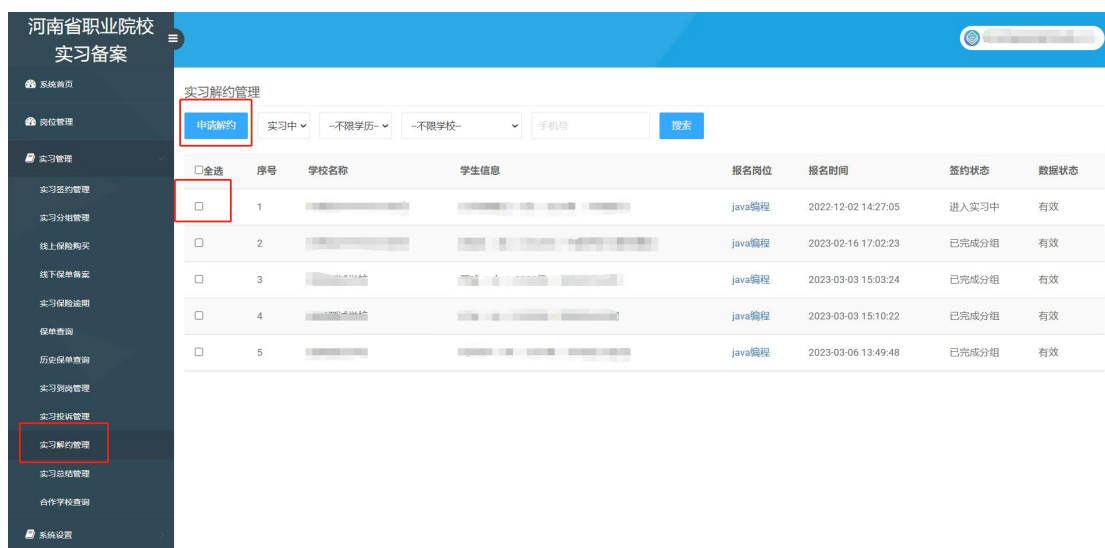 河南省职业院校
实习备案
系统首页
岗位管理
实习管理
实习签约管理
实习分组管理
线上保险购买
线下保单备案
实习保险逾期
保单查询
历史保单查询
实习到岗管理
实习投诉管理
实习解约管理
实习总结管理
合作学校查询
系统设置
实习解约管理
申请解约 实习中 --不限学历-- --不限学校-- 手机号 搜索
全选 序号 学校名称 学生信息 报名岗位 报名时间 签约状态 数据状态
1 java编程 2022-12-02 14:27:05 进入实习中 有效
2 java编程 2023-02-16 17:02:23 已完成分组 有效
3 java编程 2023-03-03 15:03:24 已完成分组 有效
4 java编程 2023-03-03 15:10:22 已完成分组 有效
5 java编程 2023-03-06 13:49:48 已完成分组 有效